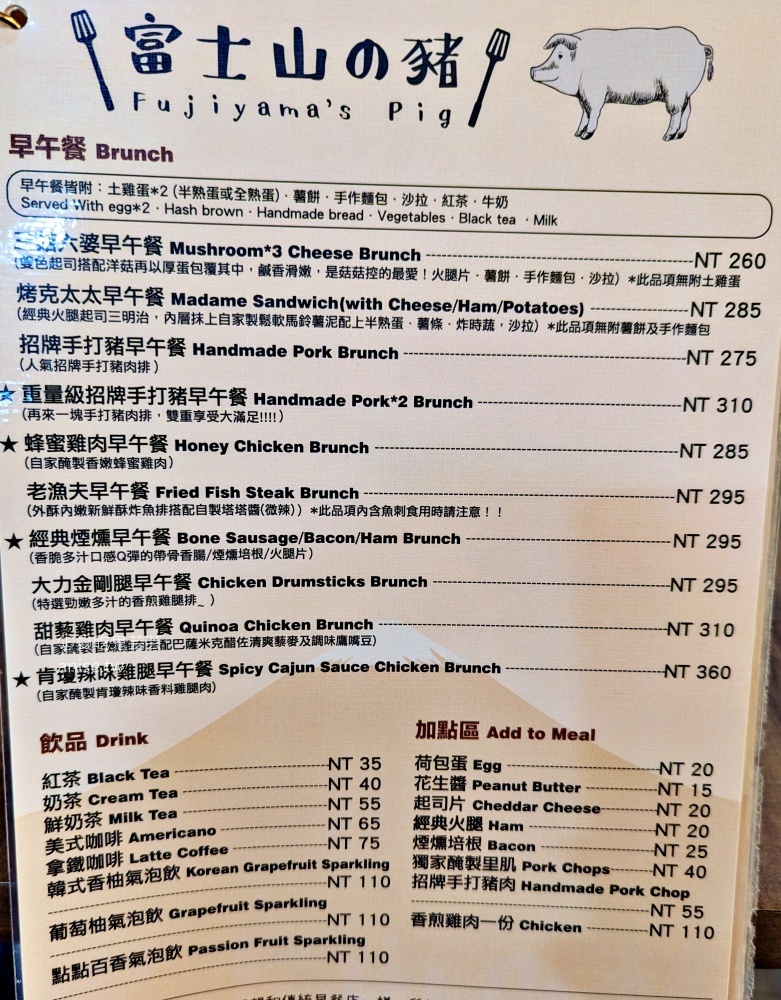 富士山の豬
Fujiyama's Pig
早午餐 Brunch
早午餐皆附：土雞蛋*2 (半熟蛋或全熟蛋)·薯餅·手作麵包·沙拉·紅茶·牛奶
Served With egg*2 · Hash brown · Handmade bread · Vegetables · Black tea · Milk
三菇六婆早午餐 Mushroom*3 Cheese Brunch NT 260
(雙色起司搭配洋菇再以厚蛋包覆其中，鹹香滑嫩，是菇菇控的最愛！火腿片·薯餅·手作麵包·沙拉) *此品項無附土雞蛋
烤克太太早午餐 Madame Sandwich(with Cheese/Ham/Potatoes) NT 285
(經典火腿起司三明治，內層抹上自家製鬆軟馬鈴薯泥配上半熟蛋·薯條·炸時蔬，沙拉) *此品項無附薯餅及手作麵包
招牌手打豬早午餐 Handmade Pork Brunch NT 275
(人氣招牌手打豬肉排)
★ 重量級招牌手打豬早午餐 Handmade Pork*2 Brunch NT 310
(再來一塊手打豬肉排，雙重享受大滿足!!!!)
★ 蜂蜜雞肉早午餐 Honey Chicken Brunch NT 285
(自家醃製香嫩蜂蜜雞肉)
老漁夫早午餐 Fried Fish Steak Brunch NT 295
(外酥內嫩新鮮酥炸魚排搭配自製塔塔醬(微辣)) *此品項內含魚刺食用時請注意！！
★ 經典煙燻早午餐 Bone Sausage/Bacon/Ham Brunch NT 295
(香脆多汁口感Q彈的帶骨香腸/煙燻培根/火腿片)
大力金剛腿早午餐 Chicken Drumsticks Brunch NT 295
(特選勁嫩多汁的香煎雞腿排~ )
甜藜雞肉早午餐 Quinoa Chicken Brunch NT 310
(自家醃製香嫩雞肉搭配巴薩米克醋佐清爽藜麥及調味鷹嘴豆)
★ 肯瓊辣味雞腿早午餐 Spicy Cajun Sauce Chicken Brunch NT 360
(自家醃製肯瓊辣味香料雞腿肉)
飲品 Drink
紅茶 Black Tea NT 35
奶茶 Cream Tea NT 40
鮮奶茶 Milk Tea NT 55
美式咖啡 Americano NT 65
拿鐵咖啡 Latte Coffee NT 75
韓式香柚氣泡飲 Korean Grapefruit Sparkling
NT 110
葡萄柚氣泡飲 Grapefruit Sparkling
NT 110
點點百香氣泡飲 Passion Fruit Sparkling
NT 110
加點區 Add to Meal
荷包蛋 Egg NT 20
花生醬 Peanut Butter NT 15
起司片 Cheddar Cheese NT 20
經典火腿 Ham NT 20
煙燻培根 Bacon NT 25
獨家醃製里肌 Pork Chops NT 40
招牌手打豬肉 Handmade Pork Chop
NT 55
香煎雞肉一份 Chicken NT 110